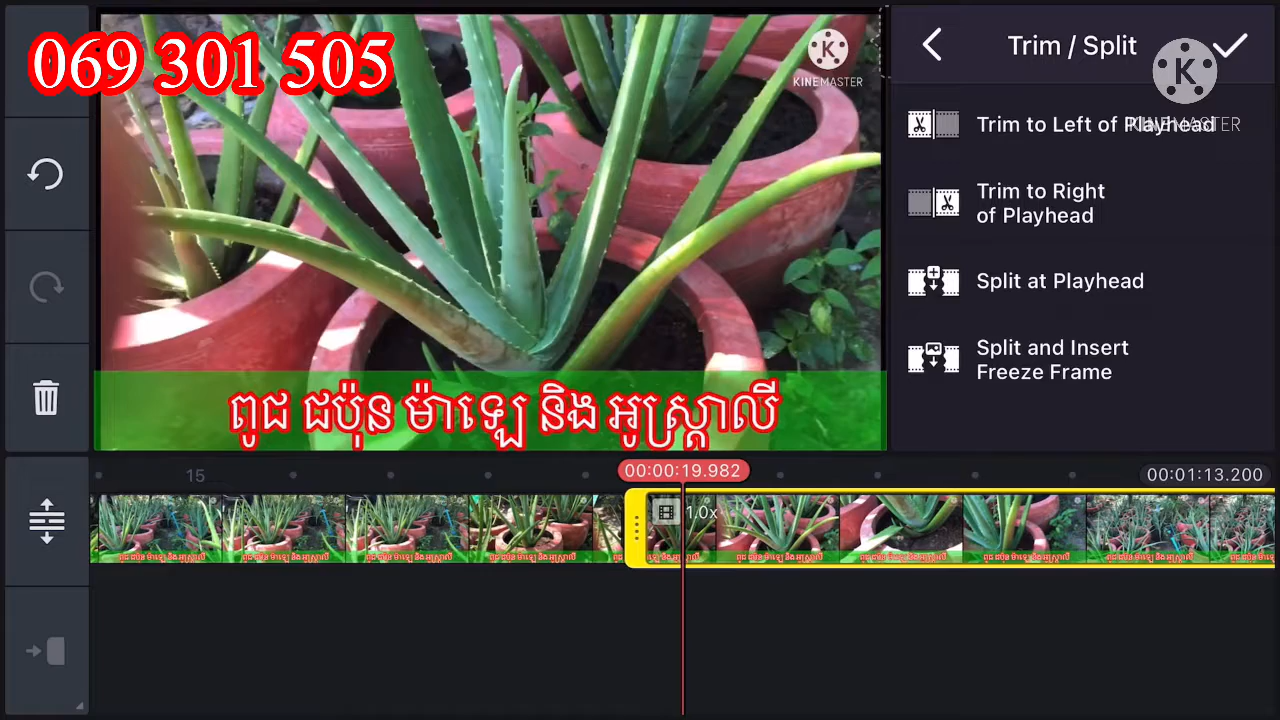 069 301 505
KINEMASTER
ពូជ ជប៉ុន ម៉ាឡេ និង អូស្ត្រាលី
Trim / Split
KINEMASTER
Trim to Left of Playhead
Trim to Right
of Playhead
Split at Playhead
Split and Insert
Freeze Frame
15
00:00:19.982
00:01:13.200
1.0x